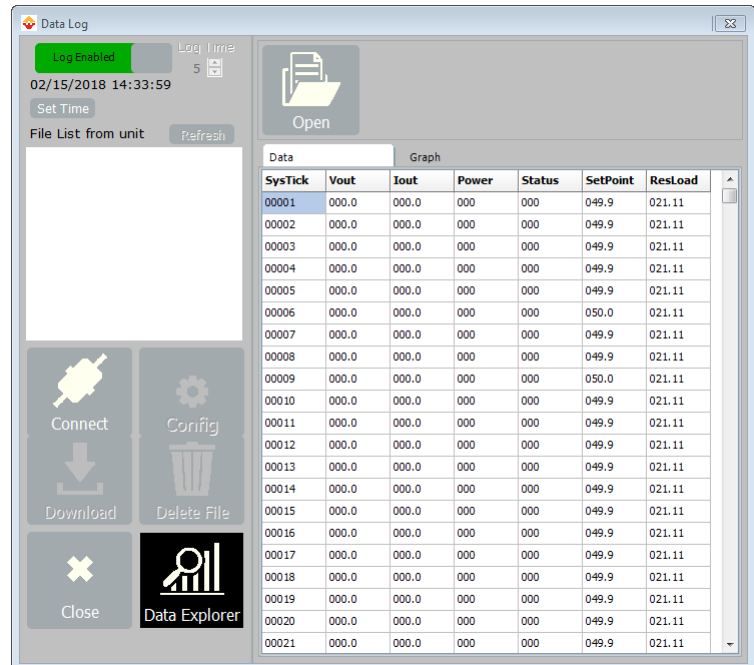 Data Log
Log Enabled
Log Time
5
02/15/2018 14:33:59
Set Time
File List from unit
Refresh
Connect
Config
Download
Delete File
Close
Data Explorer
Open
Data Graph
SysTick Vout Iout Power Status SetPoint ResLoad
00001 000.0 000.0 000 000 049.9 021.11
00002 000.0 000.0 000 000 049.9 021.11
00003 000.0 000.0 000 000 049.9 021.11
00004 000.0 000.0 000 000 049.9 021.11
00005 000.0 000.0 000 000 049.9 021.11
00006 000.0 000.0 000 000 050.0 021.11
00007 000.0 000.0 000 000 049.9 021.11
00008 000.0 000.0 000 000 049.9 021.11
00009 000.0 000.0 000 000 050.0 021.11
00010 000.0 000.0 000 000 049.9 021.11
00011 000.0 000.0 000 000 049.9 021.11
00012 000.0 000.0 000 000 049.9 021.11
00013 000.0 000.0 000 000 049.9 021.11
00014 000.0 000.0 000 000 049.9 021.11
00015 000.0 000.0 000 000 049.9 021.11
00016 000.0 000.0 000 000 049.9 021.11
00017 000.0 000.0 000 000 049.9 021.11
00018 000.0 000.0 000 000 049.9 021.11
00019 000.0 000.0 000 000 049.9 021.11
00020 000.0 000.0 000 000 049.9 021.11
00021 000.0 000.0 000 000 049.9 021.11